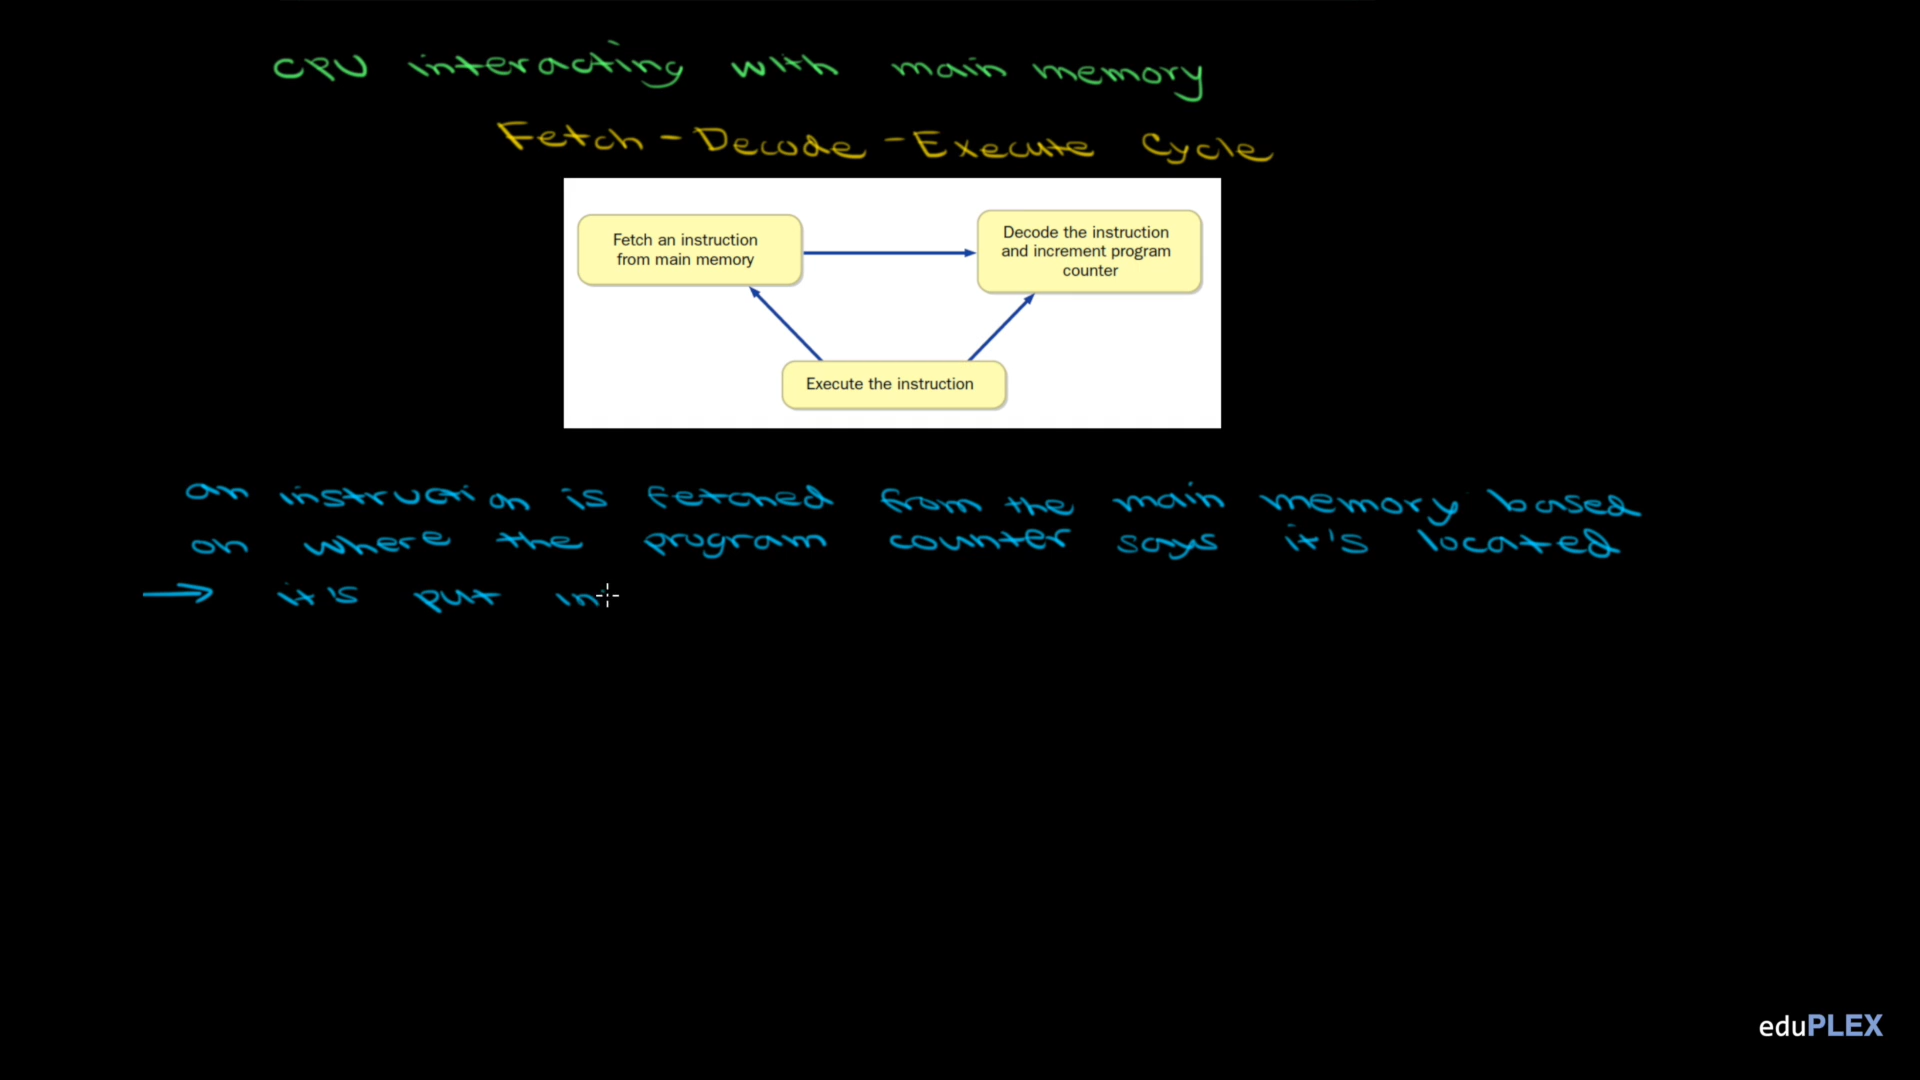 CPU interacting with main memory
Fetch - Decode - Execute Cycle
Fetch an instruction
from main memory
Decode the instruction
and increment program
counter
Execute the instruction
an instruction is fetched from the main memory based
on where the program counter says it's located
→ it's put in
eduPLEX